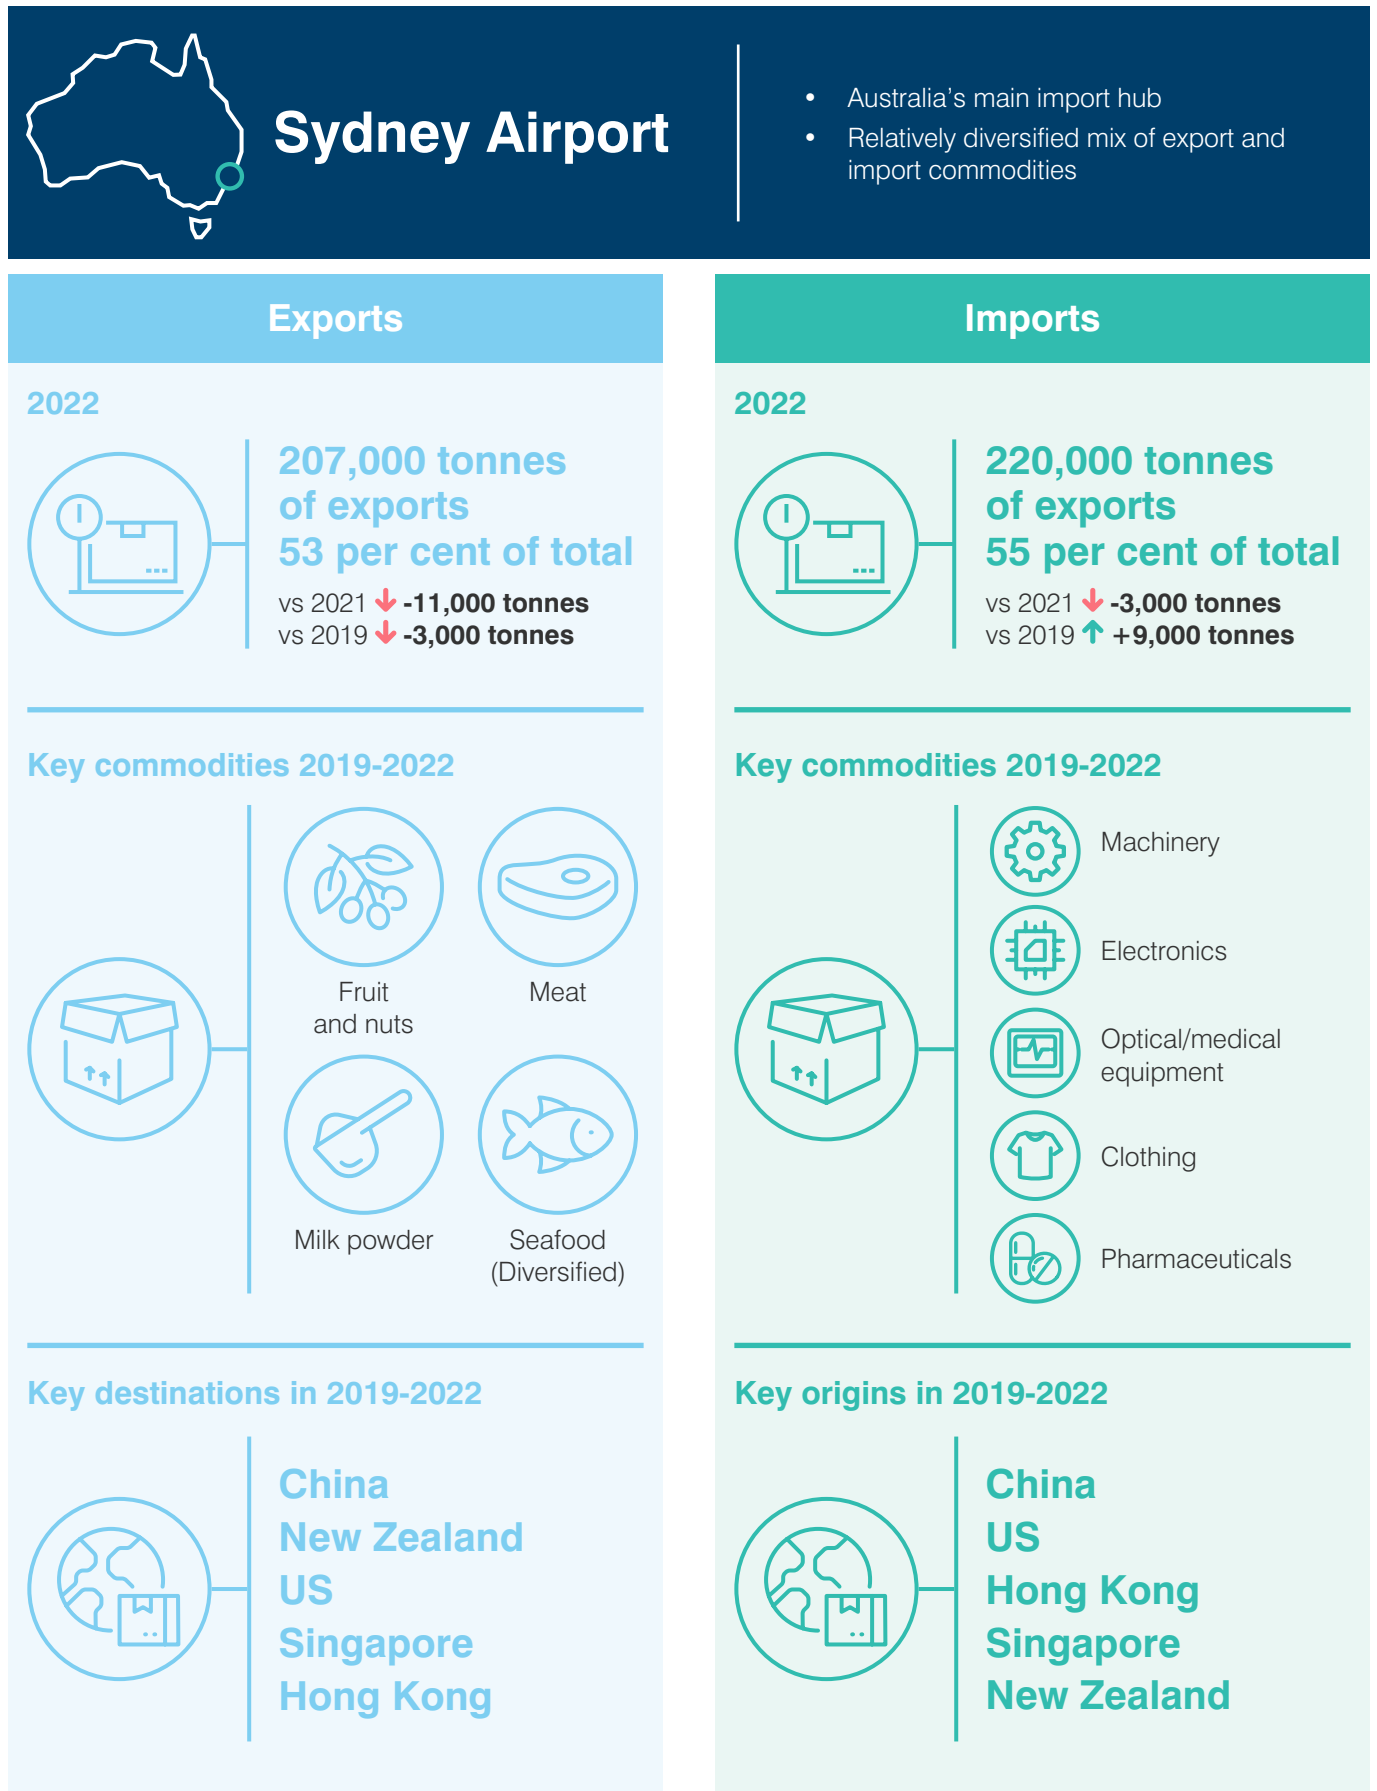 Sydney Airport
• Australia's main import hub
• Relatively diversified mix of export and
import commodities
Exports
2022
207,000 tonnes
of exports
53 per cent of total
vs 2021 -11,000 tonnes
vs 2019 -3,000 tonnes
Key commodities 2019-2022
Fruit
and nuts
Meat
Milk powder
Seafood
(Diversified)
Key destinations in 2019-2022
China
New Zealand
US
Singapore
Hong Kong
Imports
2022
220,000 tonnes
of exports
55 per cent of total
vs 2021 -3,000 tonnes
vs 2019 +9,000 tonnes
Key commodities 2019-2022
Machinery
Electronics
Optical/medical
equipment
Clothing
Pharmaceuticals
Key origins in 2019-2022
China
US
Hong Kong
Singapore
New Zealand